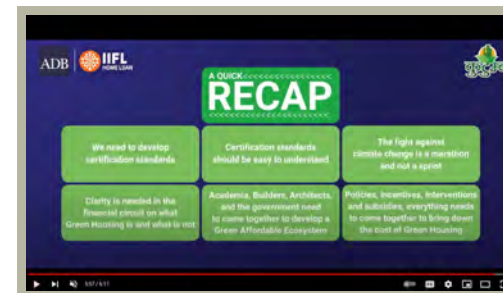 ADB
IIFL
HOME LOAN
A QUICK
RECAP
We need to develop
certification standards
Certification standards
should be easy to understand
The fight against
climate change is a marathon
and not a sprint
Clarity is needed in the
financial circuit on what
Green Housing is and what is not
Academia, Builders, Architects,
and the government need
to come together to develop a
Green Affordable Ecosystem
Policies, Incentives, Interventions
and subsidies, everything needs
to come together to bring down
the cost of Green Housing